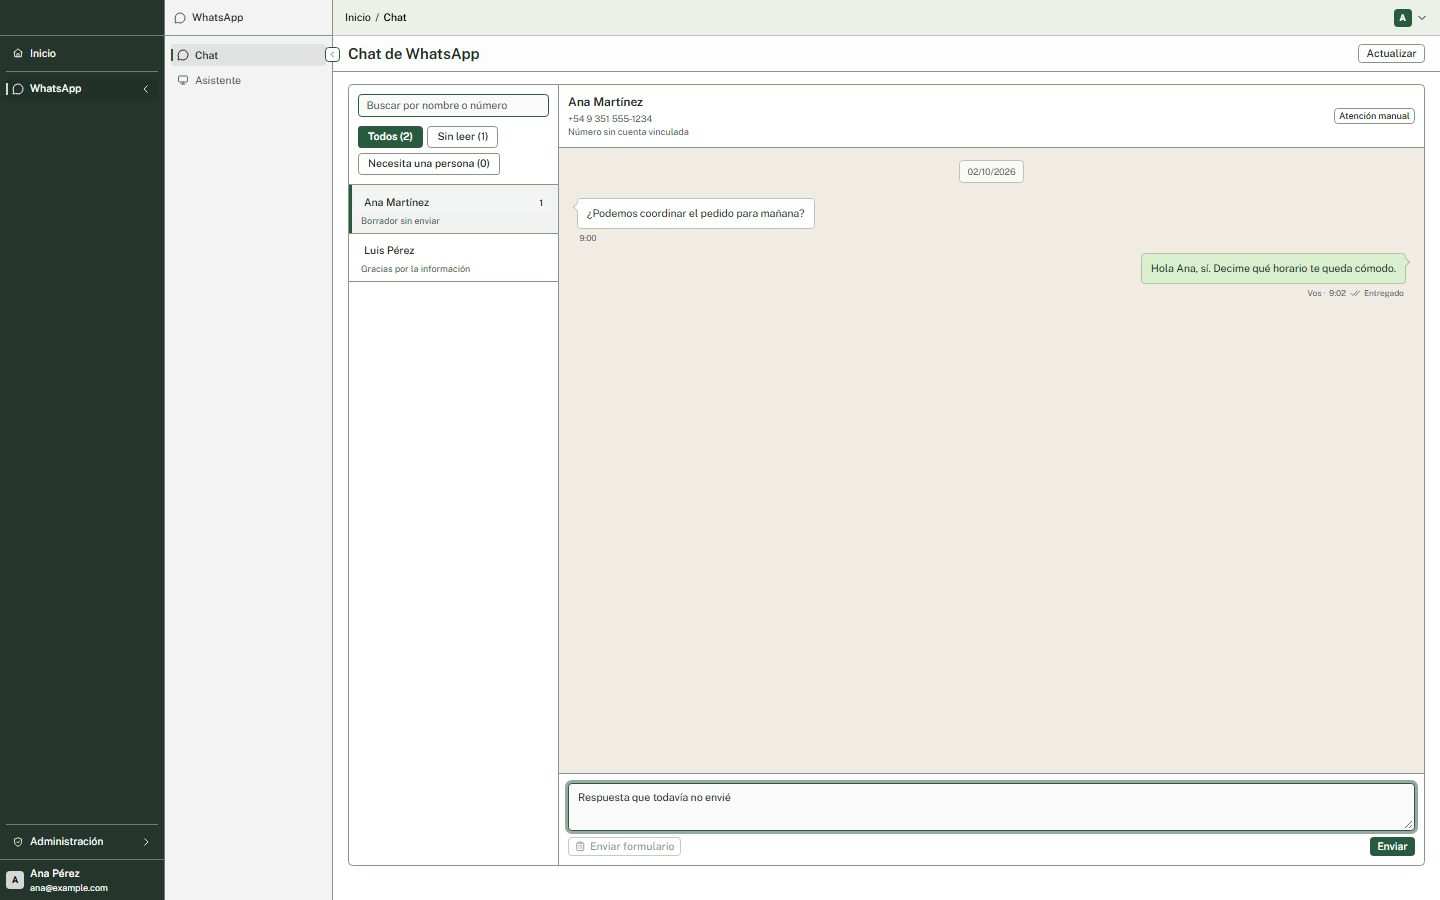 Inicio
WhatsApp
Administración
A
Ana Pérez
ana@example.com
WhatsApp
Chat
Asistente
Inicio / Chat
A
Chat de WhatsApp
Actualizar
Buscar por nombre o número
Todos (2)
Sin leer (1)
Necesita una persona (0)
Ana Martínez
1
Borrador sin enviar
Luis Pérez
Gracias por la información
Ana Martínez
+54 9 351 555-1234
Número sin cuenta vinculada
Atención manual
02/10/2026
¿Podemos coordinar el pedido para mañana?
9:00
Hola Ana, sí. Decime qué horario te queda cómodo.
Vos · 9:02 Entregado
Respuesta que todavía no envié
Enviar formulario
Enviar